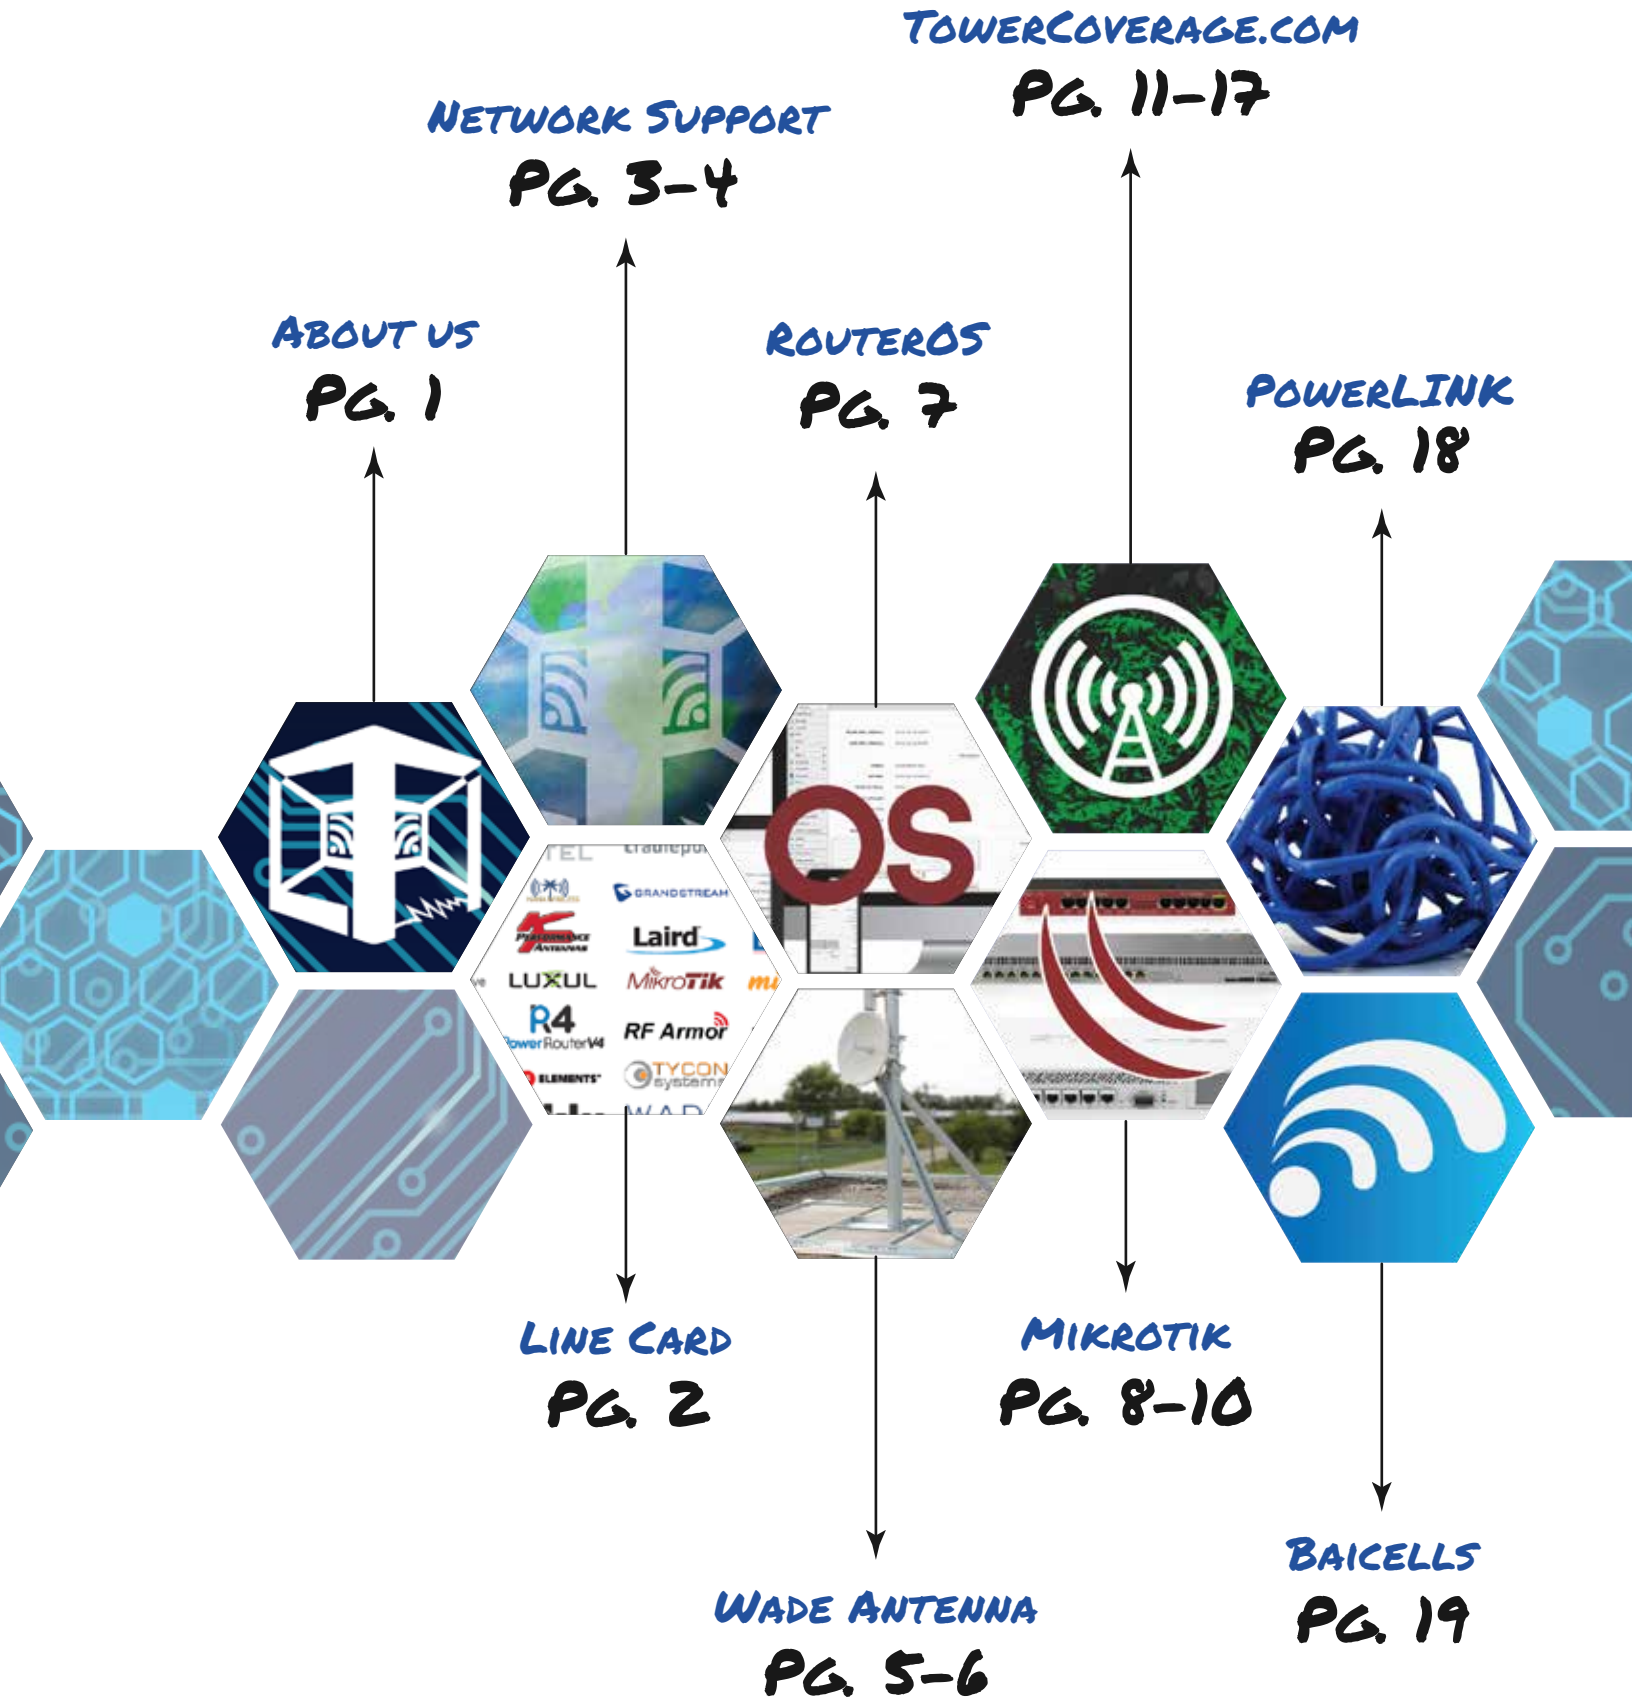 TowerCoverage.com
Pg. 11-17
Network Support
Pg. 3-4
About us
Pg. 1
RouterOS
Pg. 7
PowerLINK
Pg. 18
OS
GRANDSTREAM
PERFORMANCE
ANTENNAS
Laird
LUXUL
MikroTik
R4
PowerRouterV4
RF Armor
ELEMENTS
TYCON
systems
Line Card
Pg. 2
Mikrotik
Pg. 8-10
Baicells
Pg. 19
Wade Antenna
Pg. 5-6